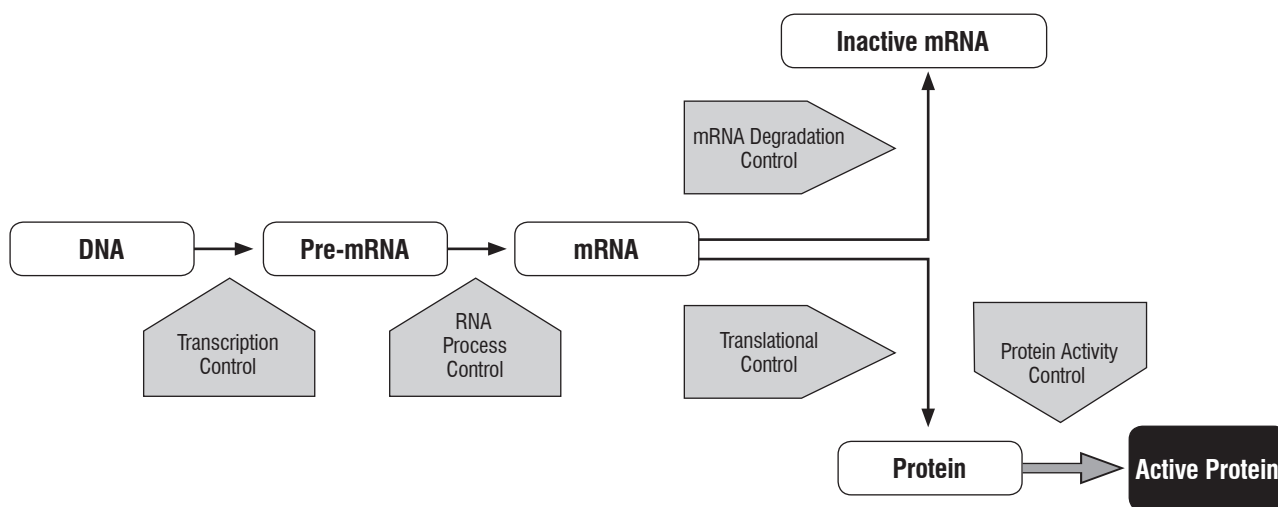 Inactive mRNA
mRNA Degradation
Control
DNA
Pre-mRNA
mRNA
Transcription
Control
RNA
Process
Control
Translational
Control
Protein Activity
Control
Protein
Active Protein